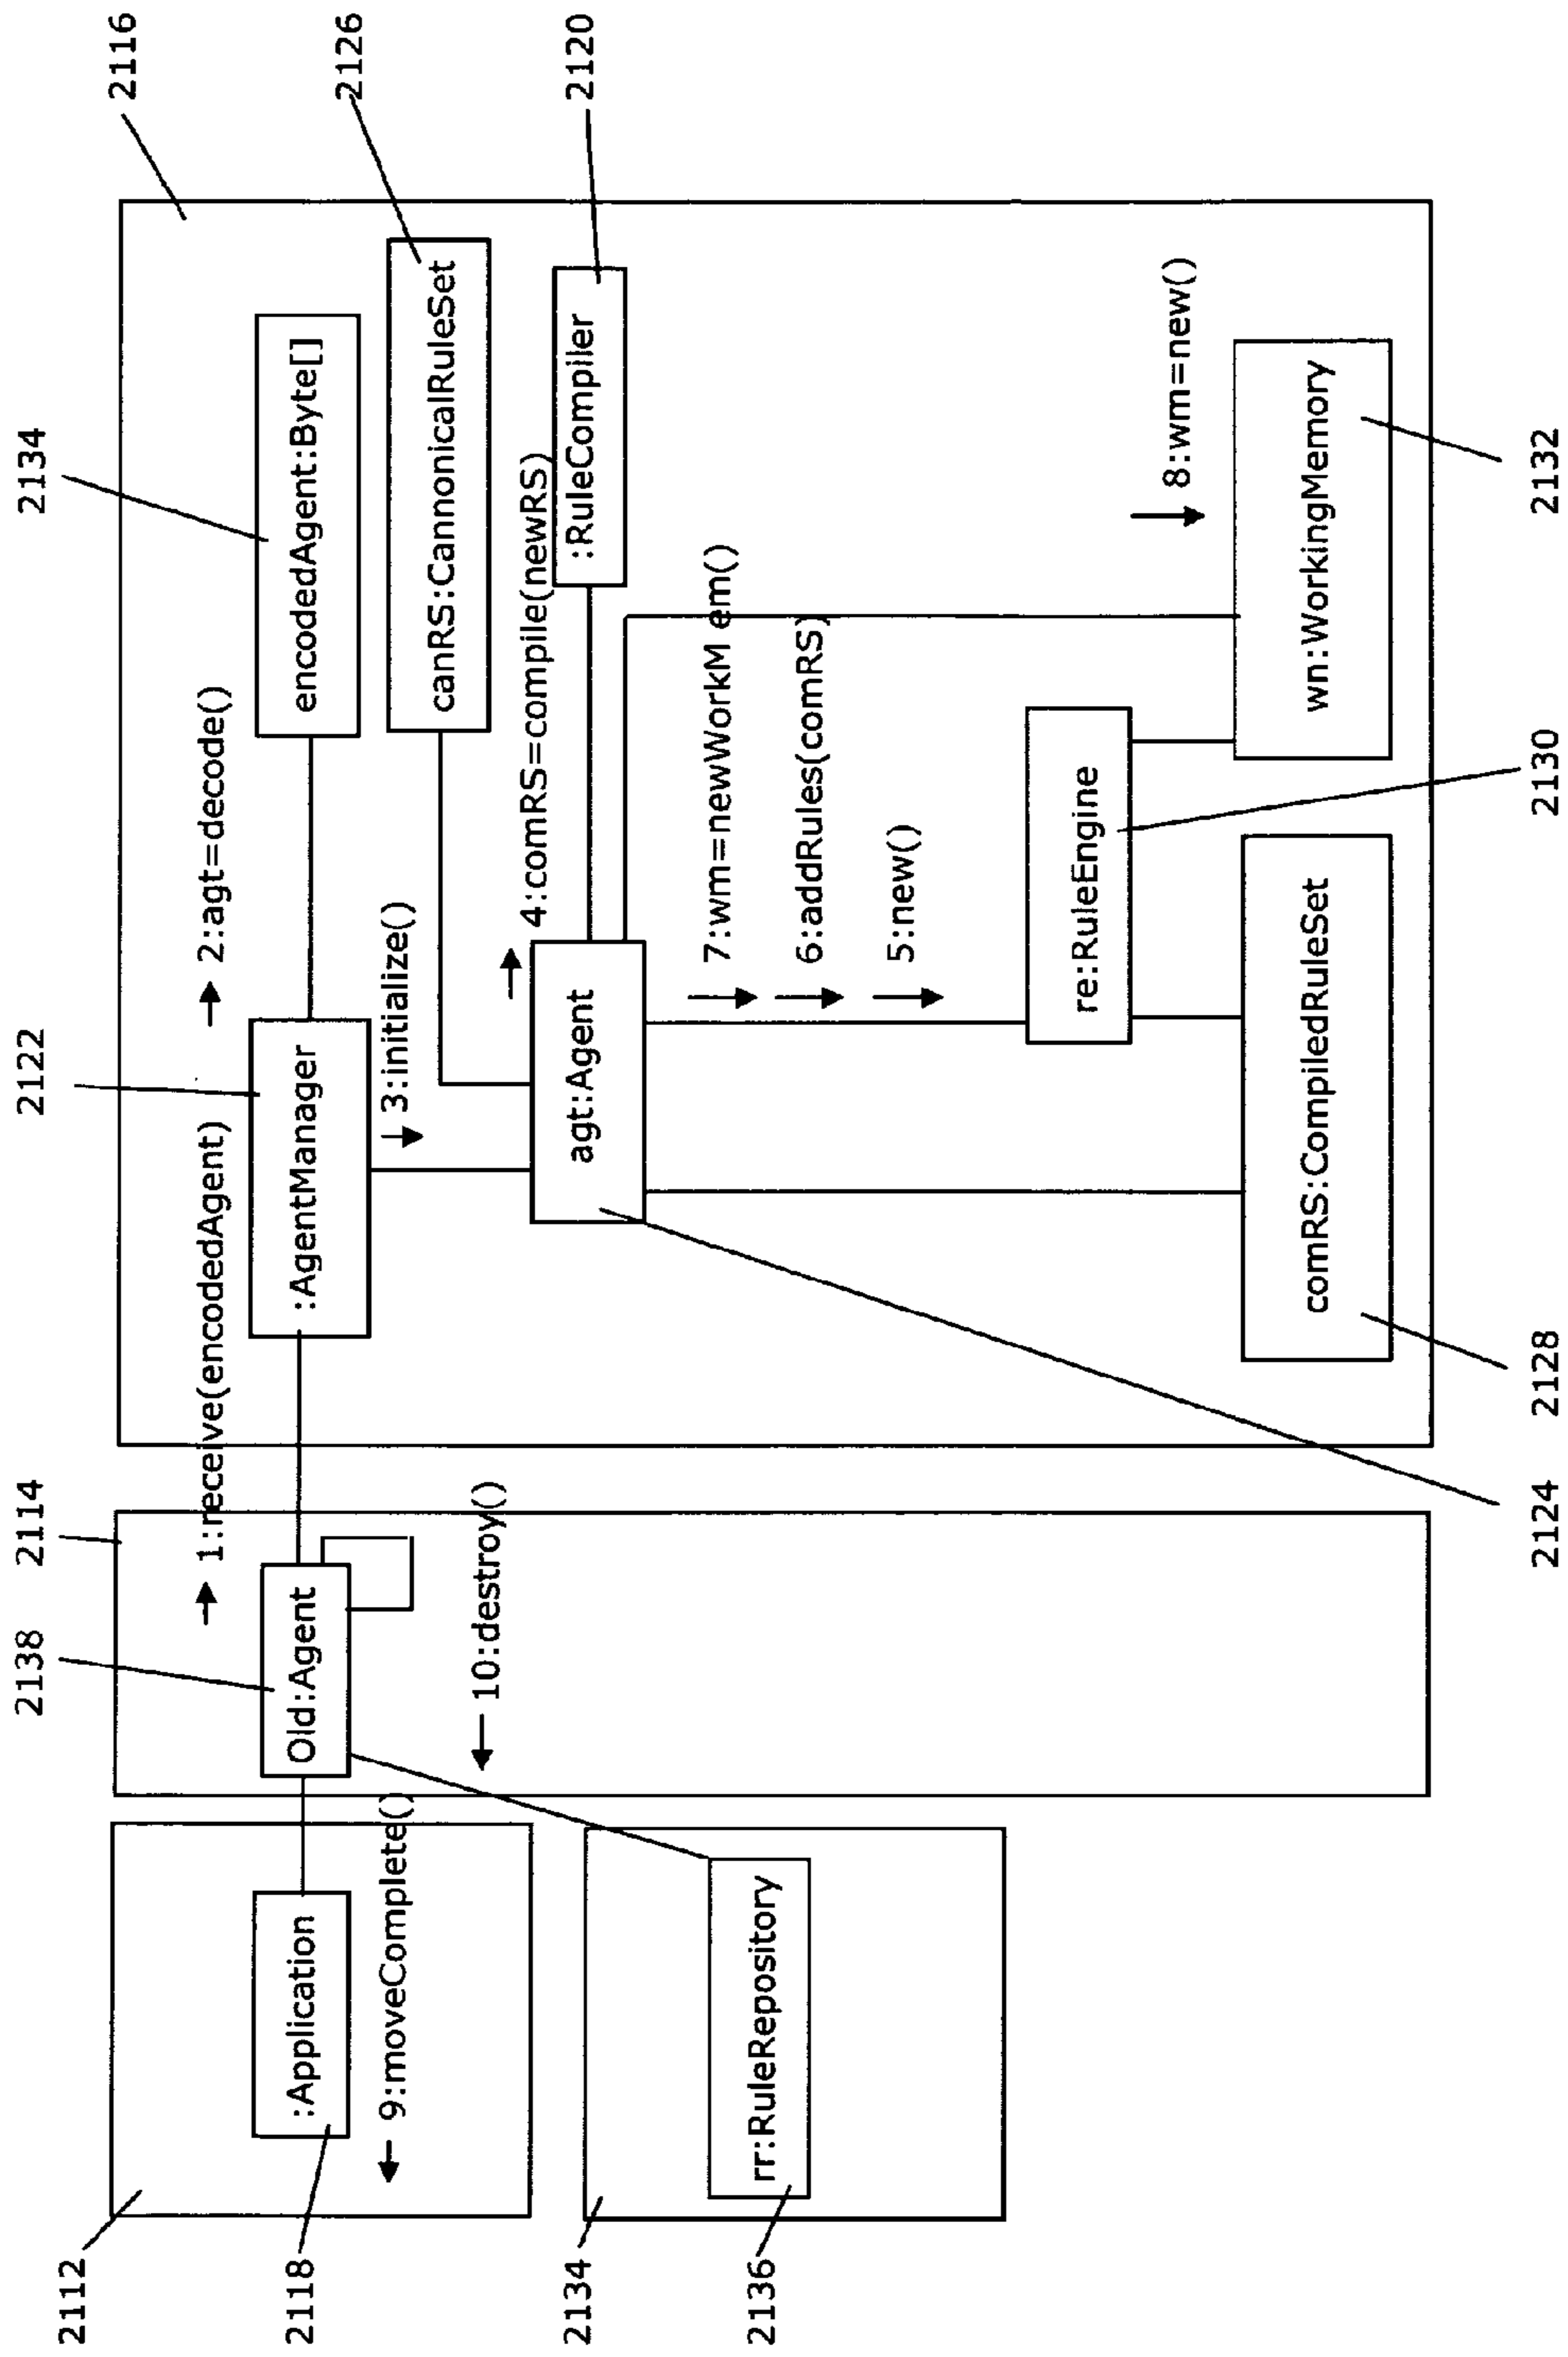 2116
2126
2120
2134
encodedAgent:Byte[]
canRS:CannonicalRuleSet
:RuleCompiler
8:wm=new()
wn:WorkingMemory
2132
2:agt=decode()
4:comRS=compile(newRS)
7:wm=newWorkM em()
6:addRules(comRS)
5:new()
re:RuleEngine
2130
2122
:AgentManager
3:initialize()
agt:Agent
comRS:CompiledRuleSet
2128
1:receive(encodedAgent)
2114
2124
2138
Old:Agent
10:destroy()
:Application
9:moveComplete()
rr:RuleRepository
2112
2118
2134
2136